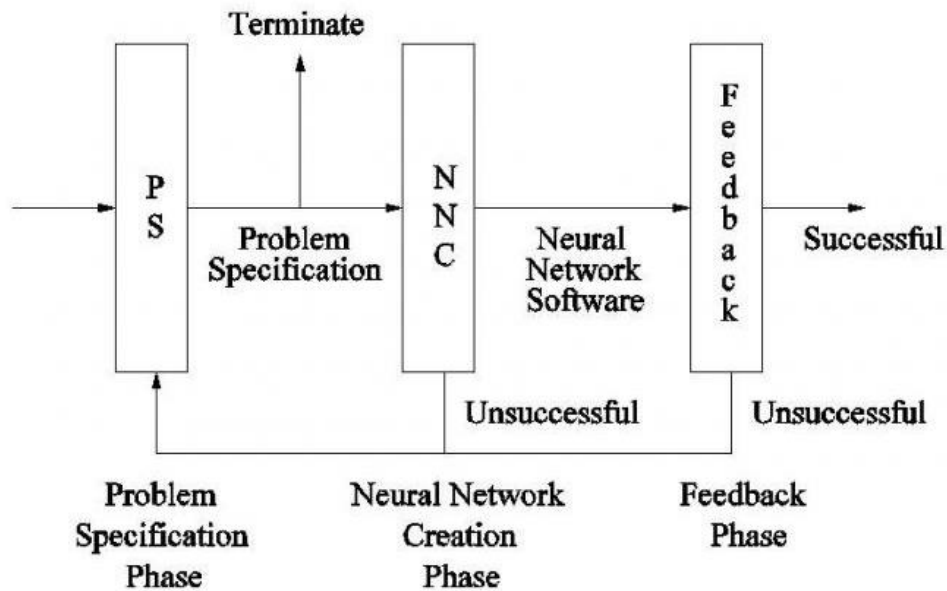 Terminate
P
S
N
N
C
F
e
e
d
b
a
c
k
Problem
Specification
Neural
Network
Software
Successful
Unsuccessful
Unsuccessful
Problem
Specification
Phase
Neural Network
Creation
Phase
Feedback
Phase